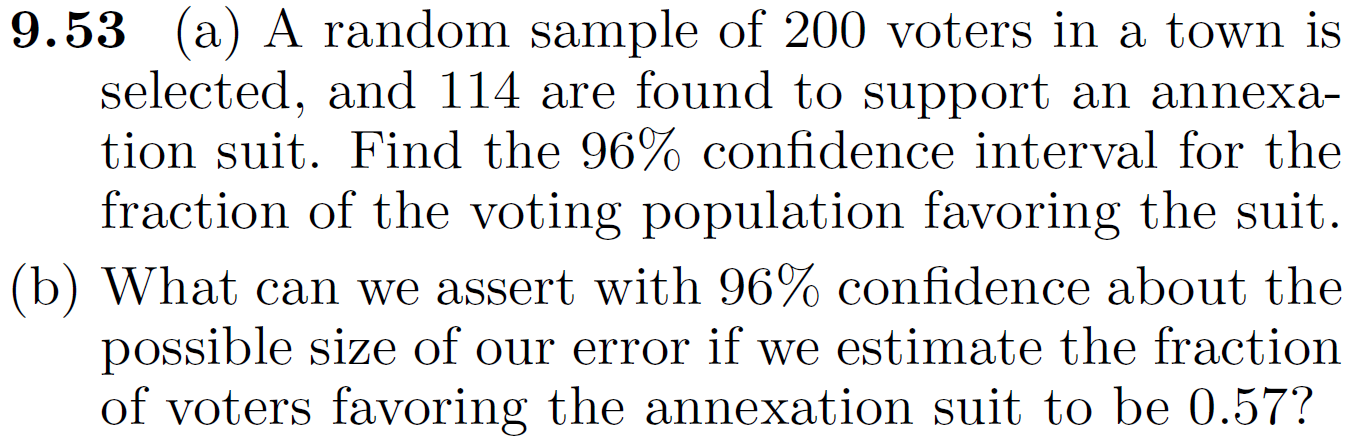 9.53 (a) A random sample of 200 voters in a town is
selected, and 114 are found to support an annexa-
tion suit. Find the 96% confidence interval for the
fraction of the voting population favoring the suit.
(b) What can we assert with 96% confidence about the
possible size of our error if we estimate the fraction
of voters favoring the annexation suit to be 0.57?